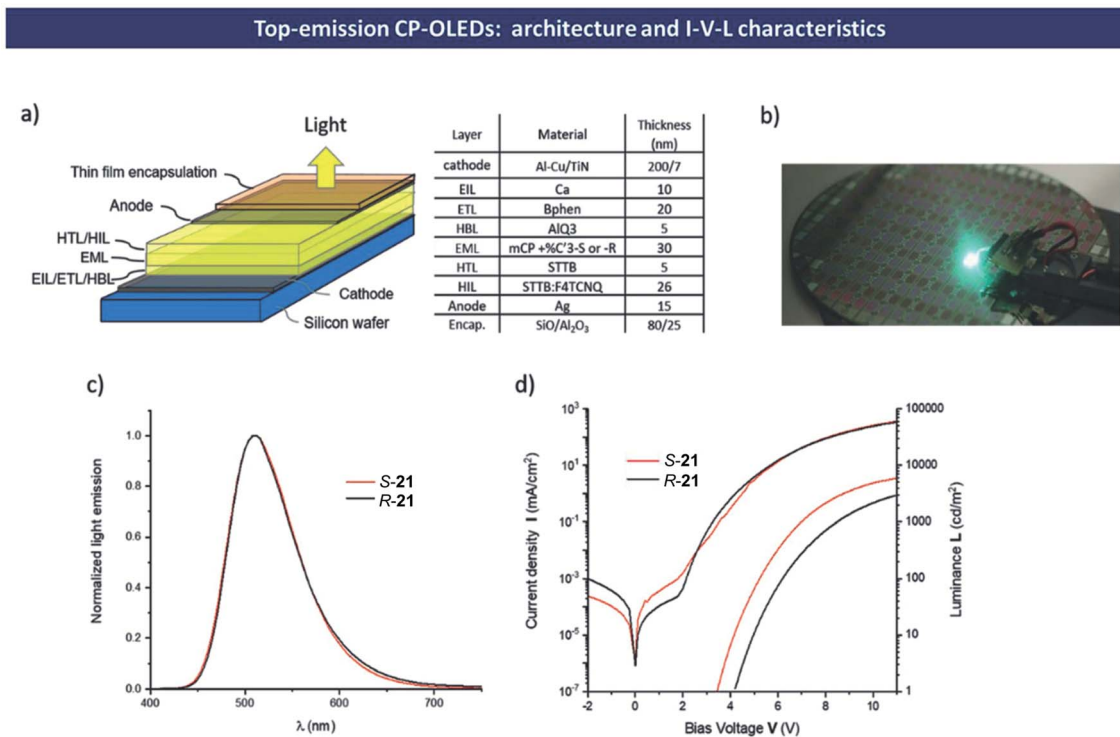 Top-emission CP-OLEDs: architecture and I-V-L characteristics
a)
Light
Thin film encapsulation
Anode
HTL/HIL
EML
EIL/ETL/HBL
Cathode
Silicon wafer
Layer Material Thickness (nm)
cathode Al-Cu/TiN 200/7
EIL Ca 10
ETL Bphen 20
HBL AlQ3 5
EML mCP +%C'3-S or -R 30
HTL STTB 5
HIL STTB:F4TCNQ 26
Anode Ag 15
Encap. SiO/Al₂O₃ 80/25
b)
c)
Normalized light emission
1.0
0.8
0.6
0.4
0.2
0.0
400 500 600 700
λ (nm)
S-21
R-21
d)
Current density I (mA/cm²)
10³
10¹
10⁻¹
10⁻³
10⁻⁵
10⁻⁷
-2 0 2 4 6 8 10
Bias Voltage V (V)
S-21
R-21
100000
10000
1000
100
10
1
Luminance L (cd/m²)